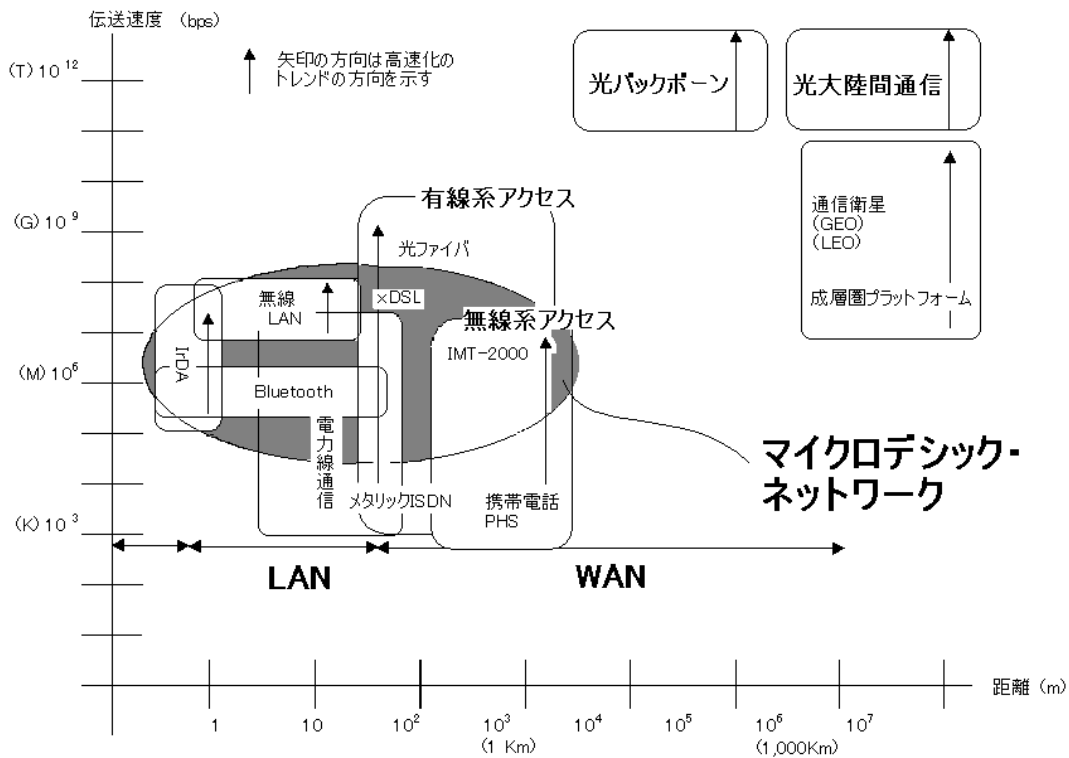 伝送速度 (bps)
矢印の方向は高速化の
トレンドの方向を示す
(T) 10 12
光バックボーン
光大陸間通信
有線系アクセス
(G) 10 9
光ファイバ
通信衛星
(GEO)
(LEO)
無線
LAN
×DSL
成層圏プラットフォーム
無線系アクセス
IrDA
IMT-2000
(M) 10 6
Bluetooth
電力線通信
マイクロデシック・
ネットワーク
メタリックISDN
携帯電話
PHS
(K) 10 3
LAN
WAN
距離 (m)
1 10 10 2 10 3 10 4 10 5 10 6 10 7
(1 Km) (1,000Km)